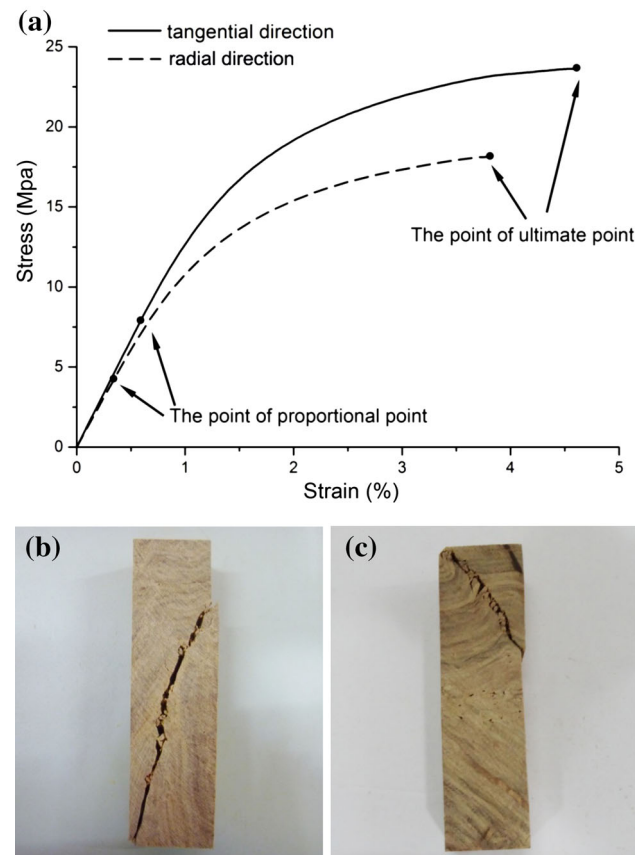 (a)
tangential direction
radial direction
25
20
15
10
5
0
Stress (Mpa)
The point of ultimate point
The point of proportional point
0 1 2 3 4 5
Strain (%)
(b)
(c)